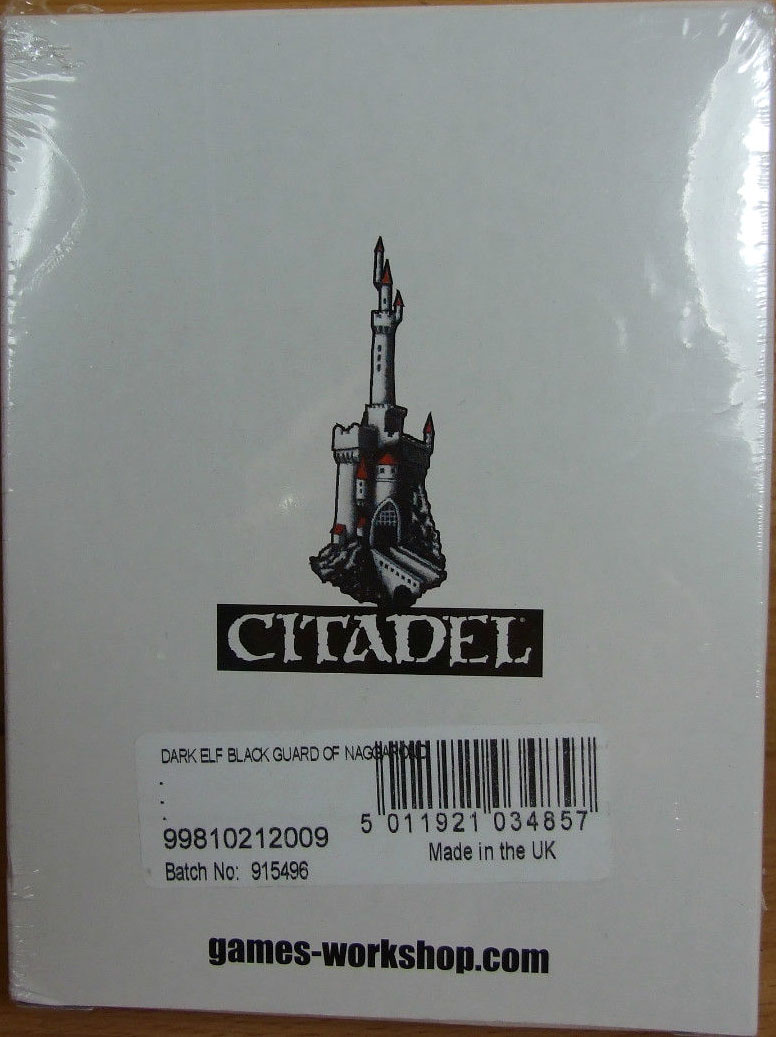 CITADEL
DARK ELF BLACK GUARD OF NAGGAROND
.
.
.
99810212009
5 011921 034857
Batch No: 915496
Made in the UK
games-workshop.com